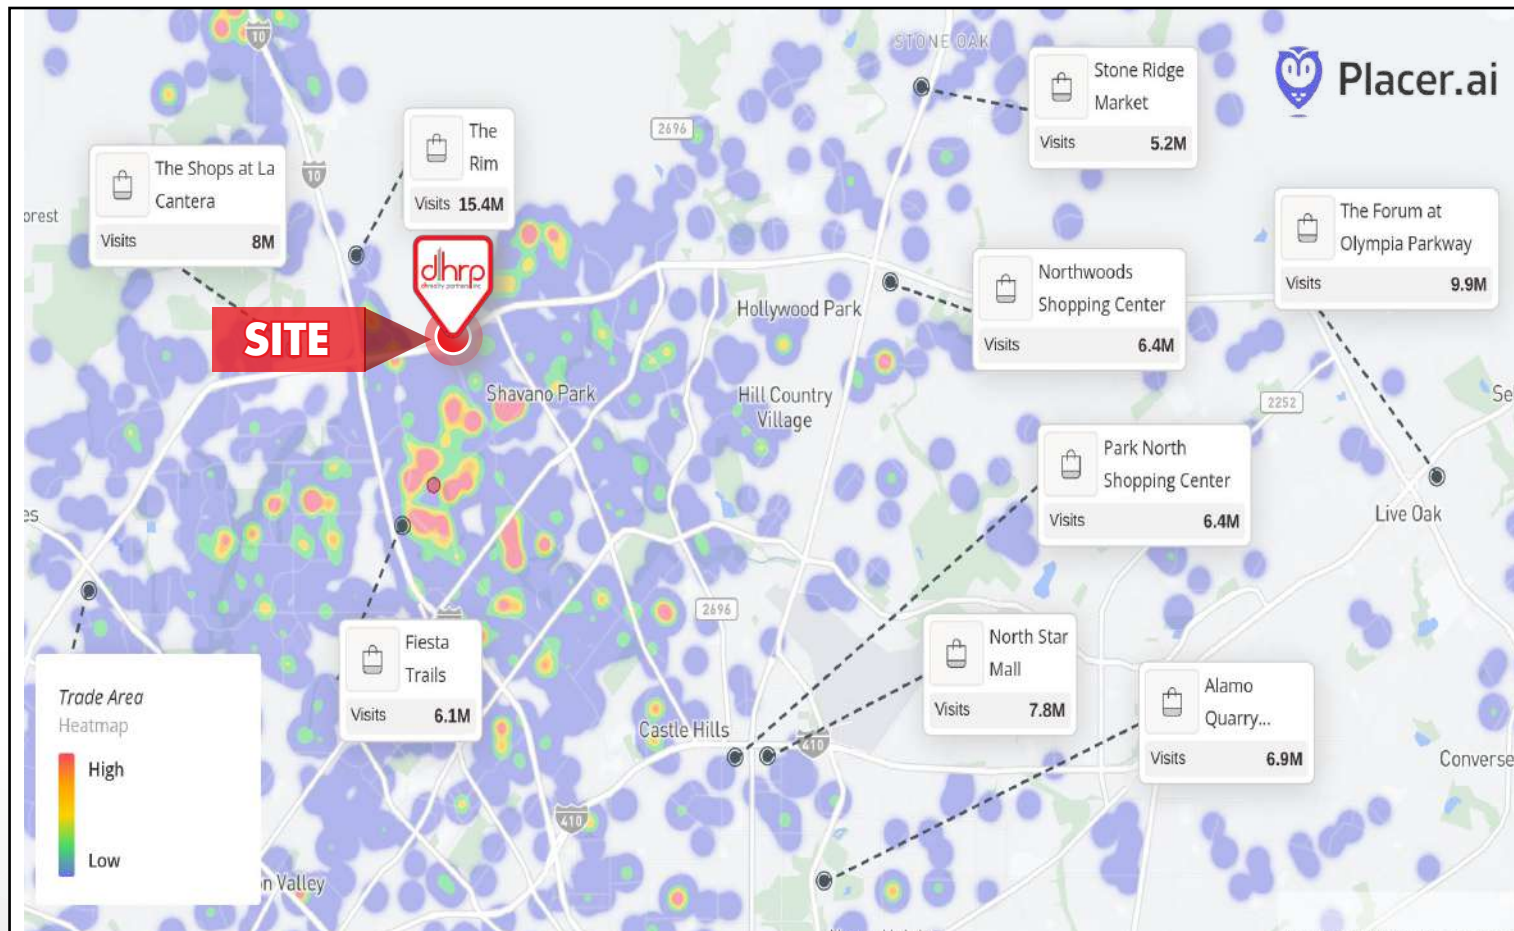 10
STONE OAK
Stone Ridge
Market
Visits 5.2M
Placer.ai
The
Rim
Visits 15.4M
2696
The Shops at La
Cantera
Visits 8M
10
orest
The Forum at
Olympia Parkway
Visits 9.9M
dhrp
SITE
Northwoods
Shopping Center
Visits 6.4M
Hollywood Park
Shavano Park
Hill Country
Village
2252
Se
Park North
Shopping Center
Visits 6.4M
es
Live Oak
2696
Fiesta
Trails
Visits 6.1M
North Star
Mall
Visits 7.8M
Alamo
Quarry...
Visits 6.9M
Trade Area
Heatmap
High
Low
Castle Hills
410
Converse
410
on Valley